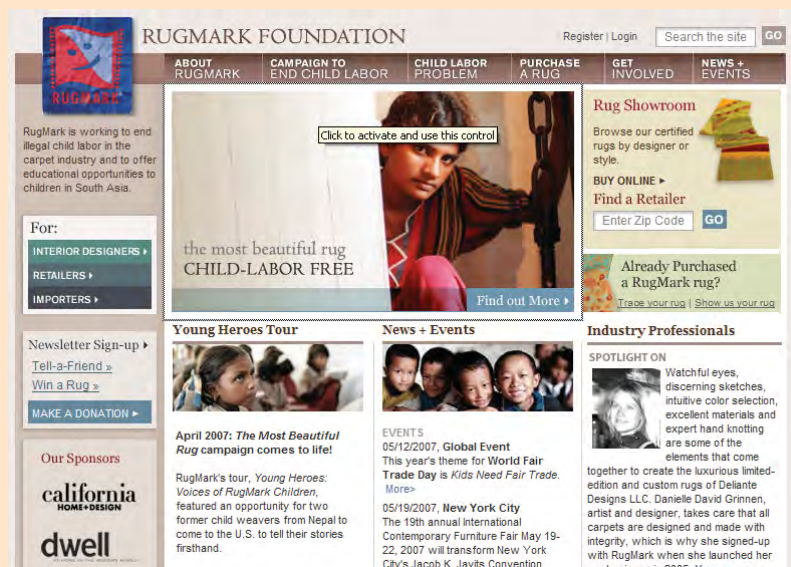 RUGMARK
RUGMARK FOUNDATION
Register | Login
Search the site
GO
ABOUT
RUGMARK
CAMPAIGN TO
END CHILD LABOR
CHILD LABOR
PROBLEM
PURCHASE
A RUG
GET
INVOLVED
NEWS +
EVENTS
RugMark is working to end
illegal child labor in the
carpet industry and to offer
educational opportunities to
children in South Asia.
For:
INTERIOR DESIGNERS
RETAILERS
IMPORTERS
Newsletter Sign-up
Tell-a-Friend »
Win a Rug »
MAKE A DONATION
Our Sponsors
california
HOME+DESIGN
dwell
Click to activate and use this control
the most beautiful rug
CHILD-LABOR FREE
Find out More
Rug Showroom
Browse our certified
rugs by designer or
style.
BUY ONLINE
Find a Retailer
Enter Zip Code
GO
Already Purchased
a RugMark rug?
Trace your rug | Show us your rug
Young Heroes Tour
April 2007: The Most Beautiful
Rug campaign comes to life!
RugMark's tour, Young Heroes:
Voices of RugMark Children,
featured an opportunity for two
former child weavers from Nepal to
come to the U.S. to tell their stories
firsthand.
News + Events
EVENTS
05/12/2007, Global Event
This year's theme for World Fair
Trade Day is Kids Need Fair Trade.
More>
05/19/2007, New York City
The 19th annual International
Contemporary Furniture Fair May 19-
22, 2007 will transform New York
City's Jacob K. Javits Convention
Industry Professionals
SPOTLIGHT ON
Watchful eyes,
discerning sketches,
intuitive color selection,
excellent materials and
expert hand knotting
are some of the
elements that come
together to create the luxurious limited-
edition and custom rugs of Deliante
Designs LLC. Danielle David Grinnen,
artist and designer, takes care that all
carpets are designed and made with
integrity, which is why she signed-up
with RugMark when she launched her